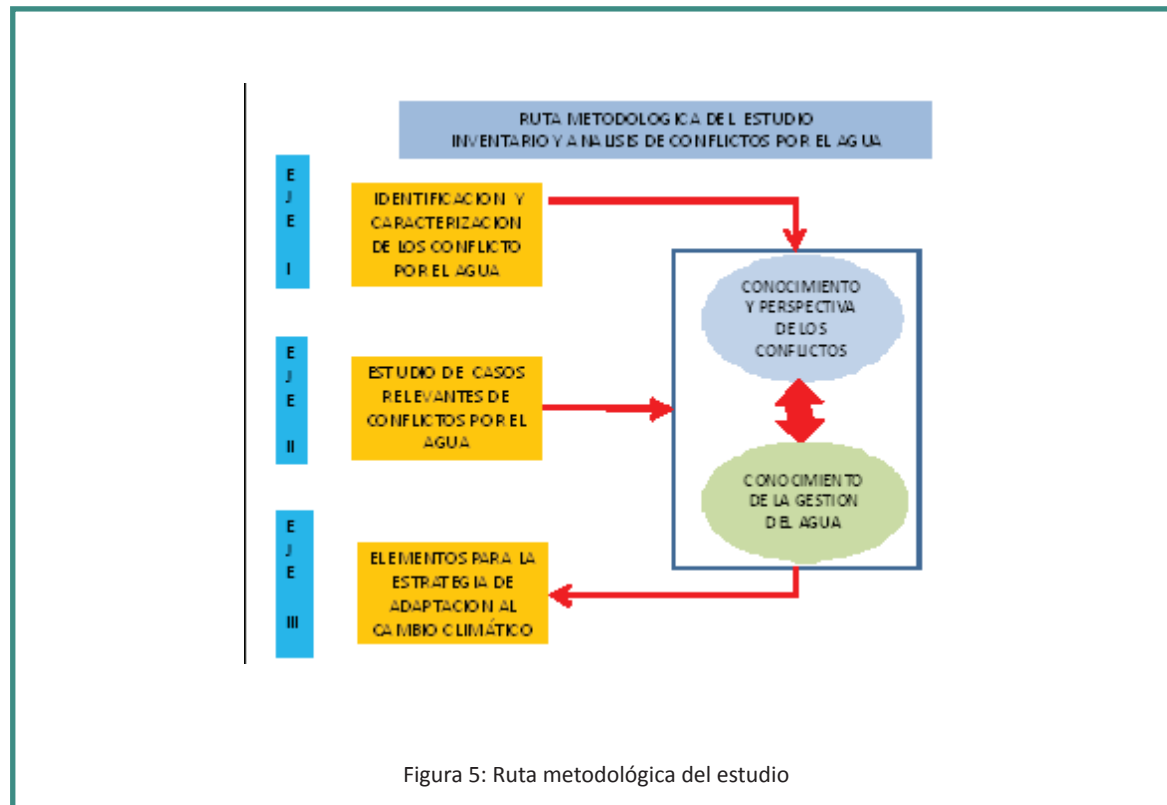 RUTA METODOLOGICA DEL ESTUDIO
INVENTARIO Y ANALISIS DE CONFLICTOS POR EL AGUA
E
J
E
I
IDENTIFICACION Y
CARACTERIZACION
DE LOS CONFLICTO
POR EL AGUA
CONOCIMIENTO
Y PERSPECTIVA
DE LOS
CONFLICTOS
E
J
E
II
ESTUDIO DE CASOS
RELEVANTES DE
CONFLICTOS POR EL
AGUA
CONOCIMIENTO
DE LA GESTION
DEL AGUA
E
J
E
III
ELEMENTOS PARA LA
ESTRATEGIA DE
ADAPTACION AL
CAMBIO CLIMÁTICO
Figura 5: Ruta metodológica del estudio